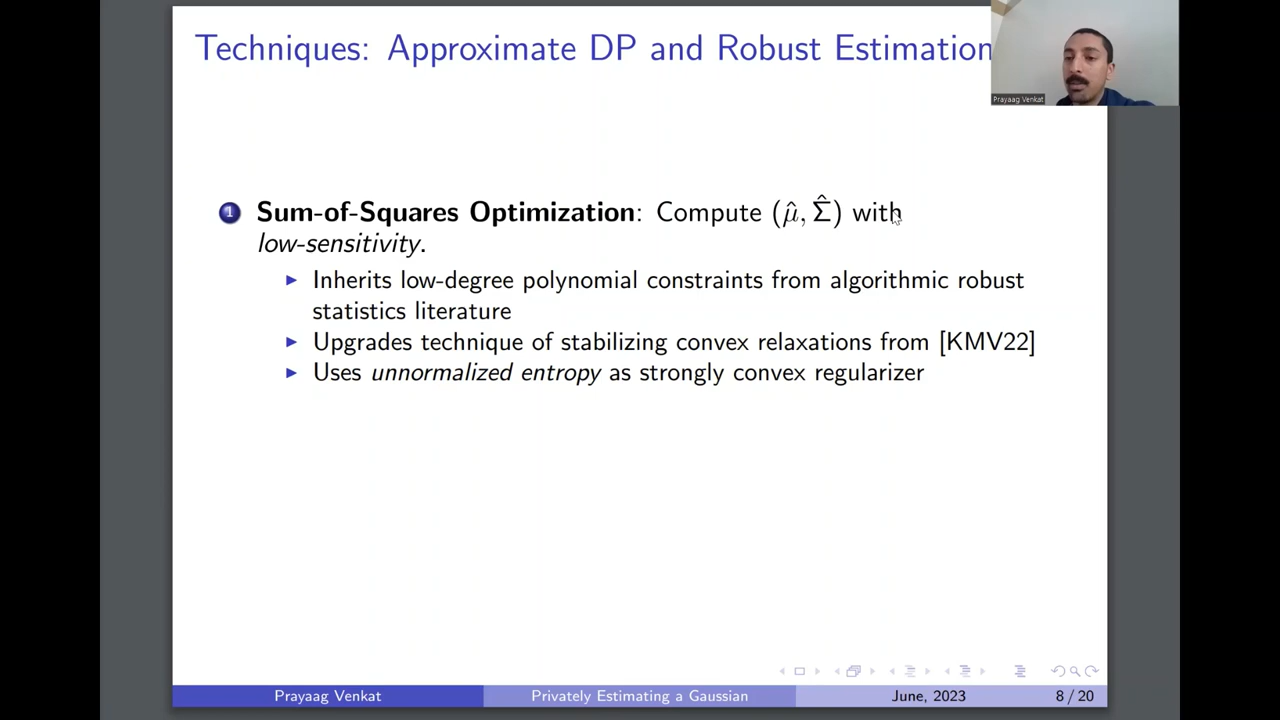 Techniques: Approximate DP and Robust Estimation
Prayaag Venkat
1 Sum-of-Squares Optimization: Compute (μ̂, Σ̂) with
low-sensitivity.
Inherits low-degree polynomial constraints from algorithmic robust
statistics literature
Upgrades technique of stabilizing convex relaxations from [KMV22]
Uses unnormalized entropy as strongly convex regularizer
Prayaag Venkat Privately Estimating a Gaussian June, 2023 8 / 20